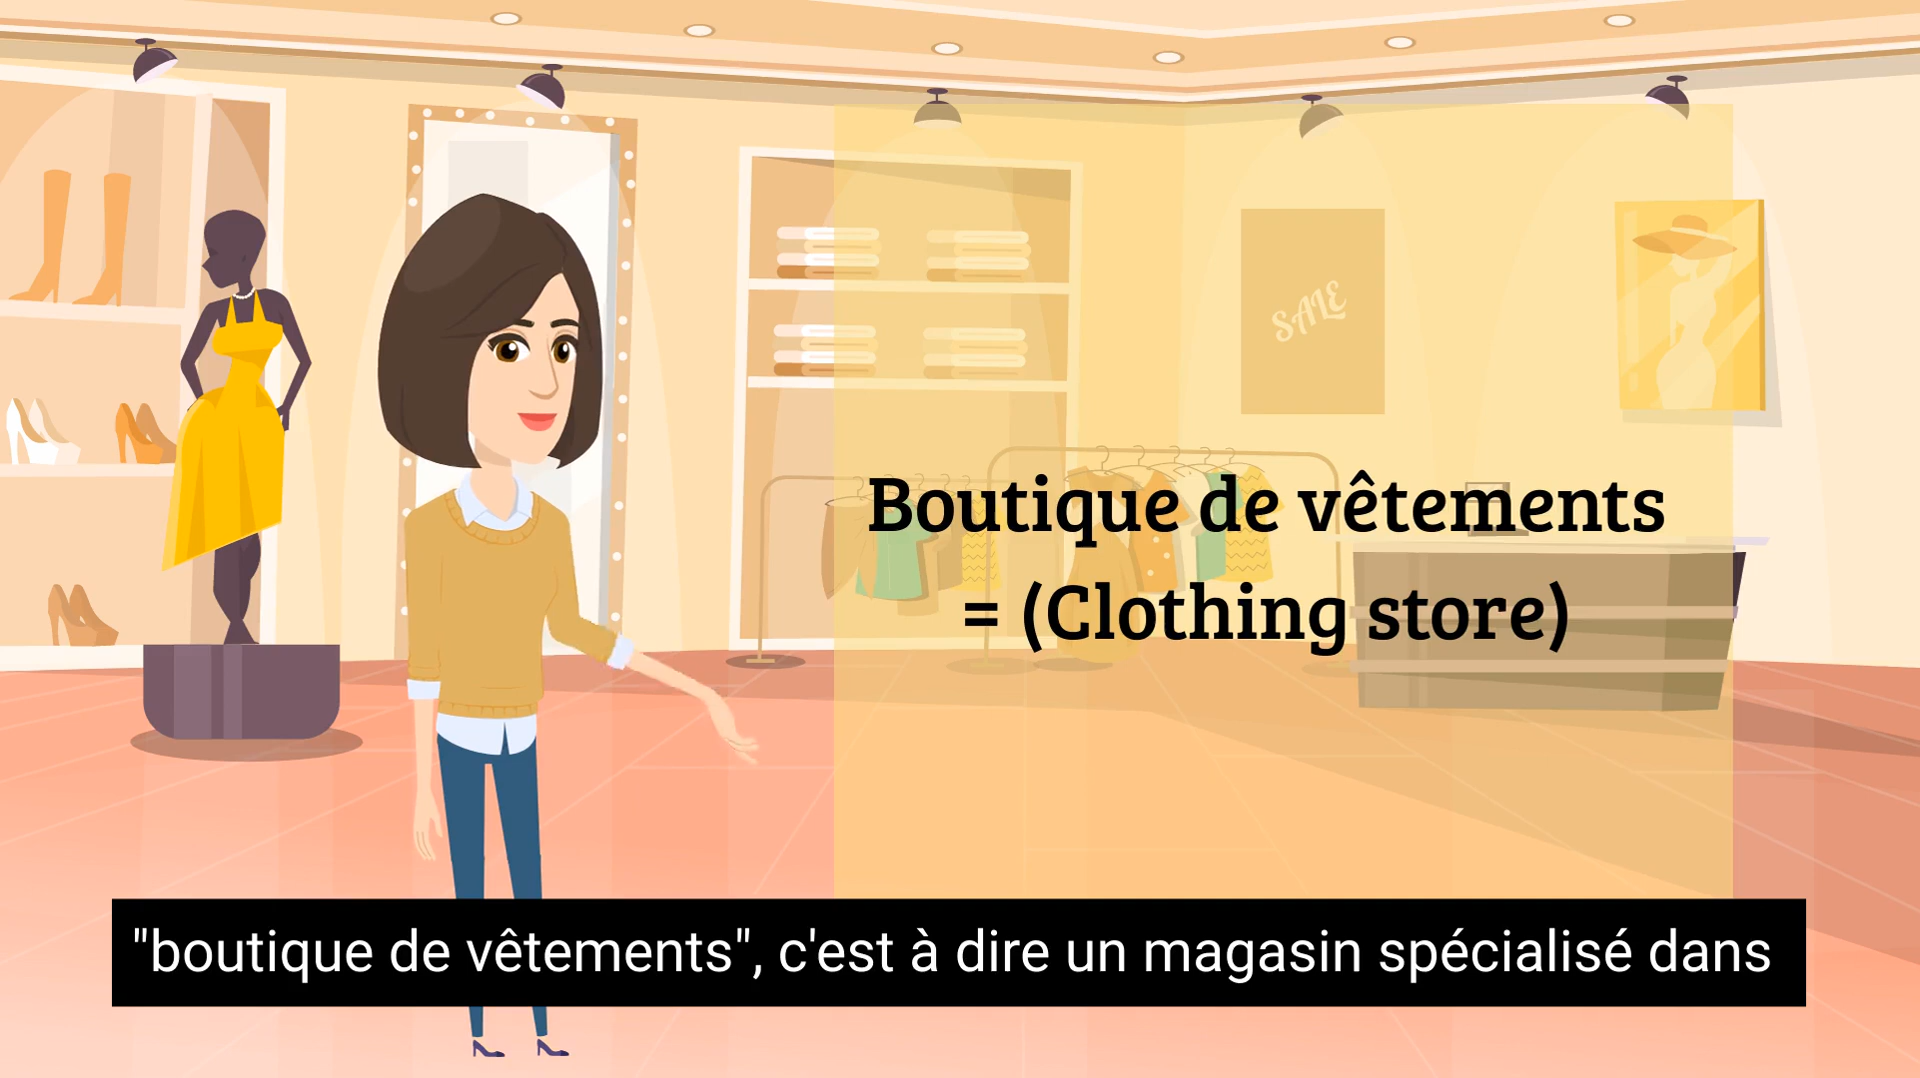 SALE
Boutique de vêtements
= (Clothing store)
"boutique de vêtements", c'est à dire un magasin spécialisé dans